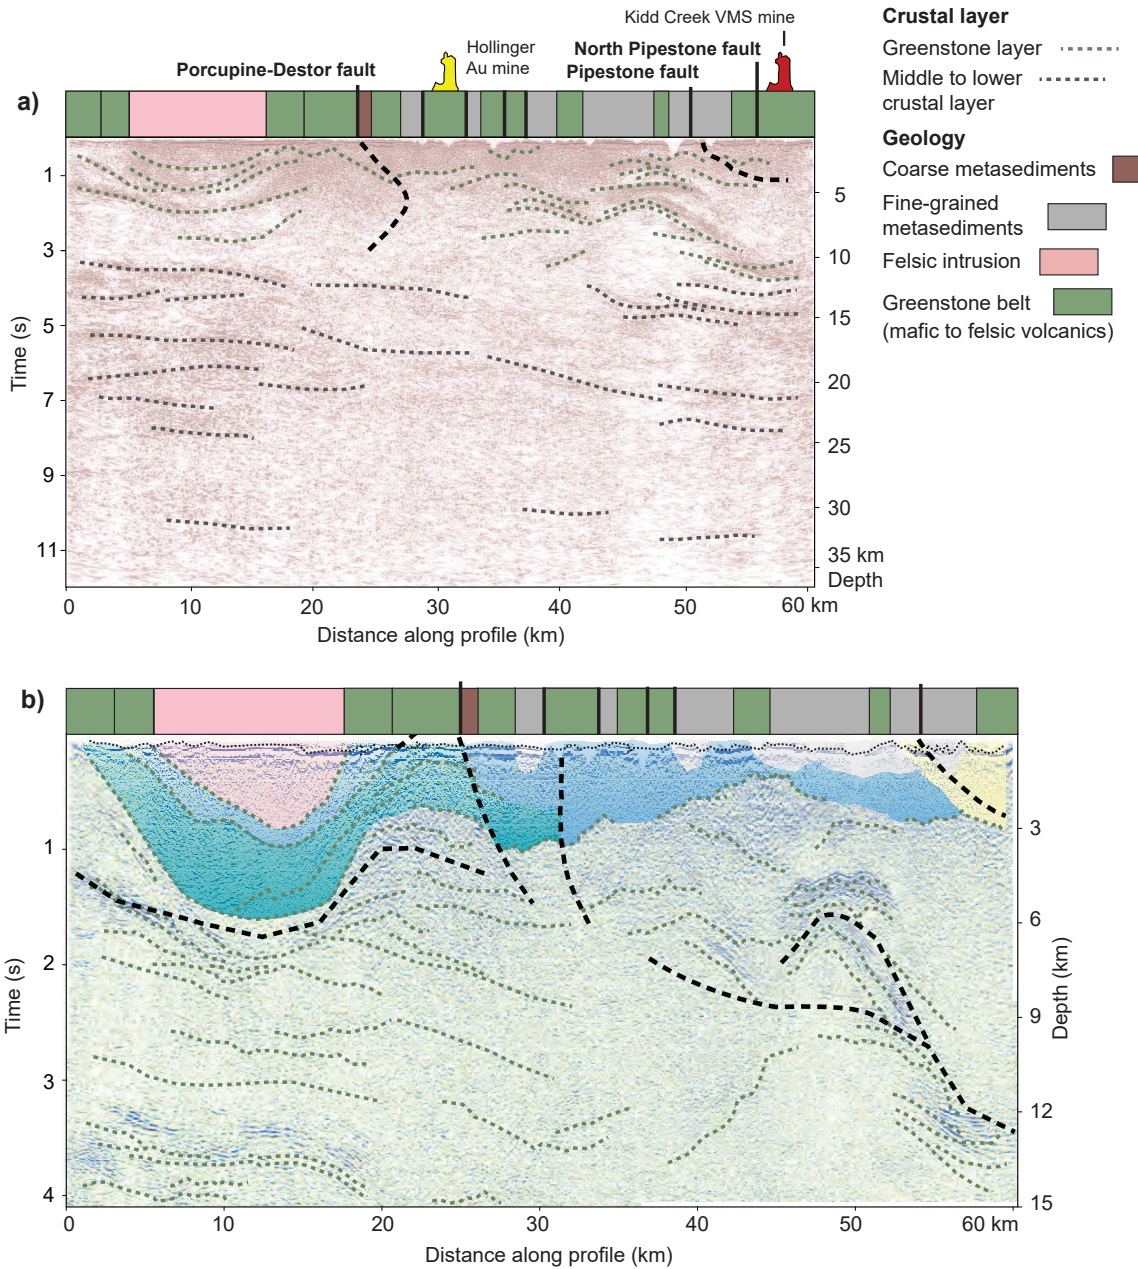 Kidd Creek VMS mine
Hollinger
Au mine
North Pipestone fault
Porcupine-Destor fault
Pipestone fault
a)
1
3
5
7
9
11
Time (s)
5
10
15
20
25
30
35 km
Depth
0 10 20 30 40 50 60 km
Distance along profile (km)
Crustal layer
Greenstone layer
Middle to lower
crustal layer
Geology
Coarse metasediments
Fine-grained
metasediments
Felsic intrusion
Greenstone belt
(mafic to felsic volcanics)
b)
1
2
3
4
Time (s)
3
6
9
12
15
Depth (km)
0 10 20 30 40 50 60 km
Distance along profile (km)